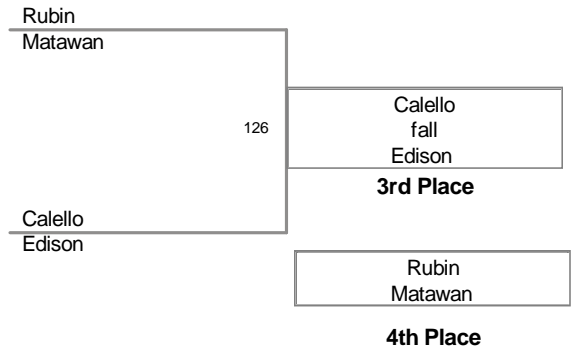 Rubin
Matawan
126
Calello
fall
Edison
3rd Place
Calello
Edison
Rubin
Matawan
4th Place